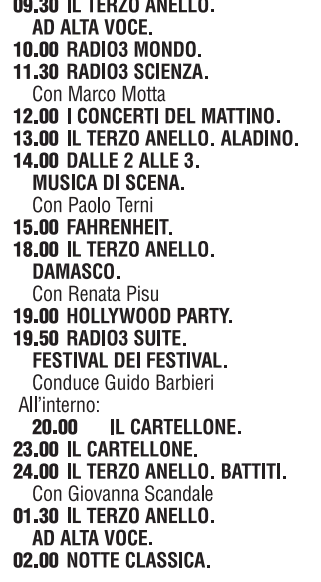 09.30 IL TERZO ANELLO.
AD ALTA VOCE.
10.00 RADIO3 MONDO.
11.30 RADIO3 SCIENZA.
Con Marco Motta
12.00 I CONCERTI DEL MATTINO.
13.00 IL TERZO ANELLO. ALADINO.
14.00 DALLE 2 ALLE 3.
MUSICA DI SCENA.
Con Paolo Terni
15.00 FAHRENHEIT.
18.00 IL TERZO ANELLO.
DAMASCO.
Con Renata Pisu
19.00 HOLLYWOOD PARTY.
19.50 RADIO3 SUITE.
FESTIVAL DEI FESTIVAL.
Conduce Guido Barbieri
All'interno:
20.00 IL CARTELLONE.
23.00 IL CARTELLONE.
24.00 IL TERZO ANELLO. BATTITI.
Con Giovanna Scandale
01.30 IL TERZO ANELLO.
AD ALTA VOCE.
02.00 NOTTE CLASSICA.